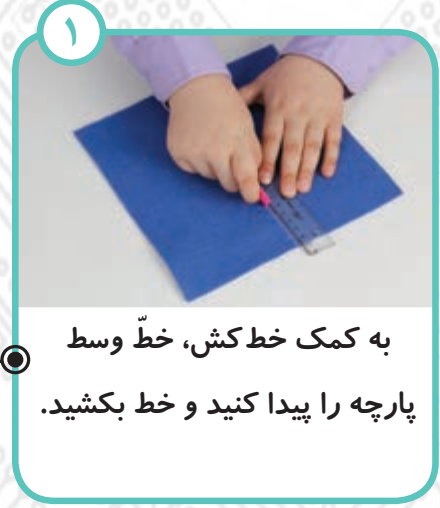 ۱
به کمک خط‌کش، خطّ وسط
پارچه را پیدا کنید و خط بکشید.